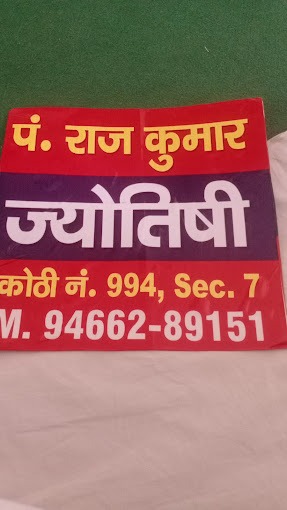 पं. राज कुमार
ज्योतिषी
कोठी नं. 994, Sec. 7
M. 94662-89151